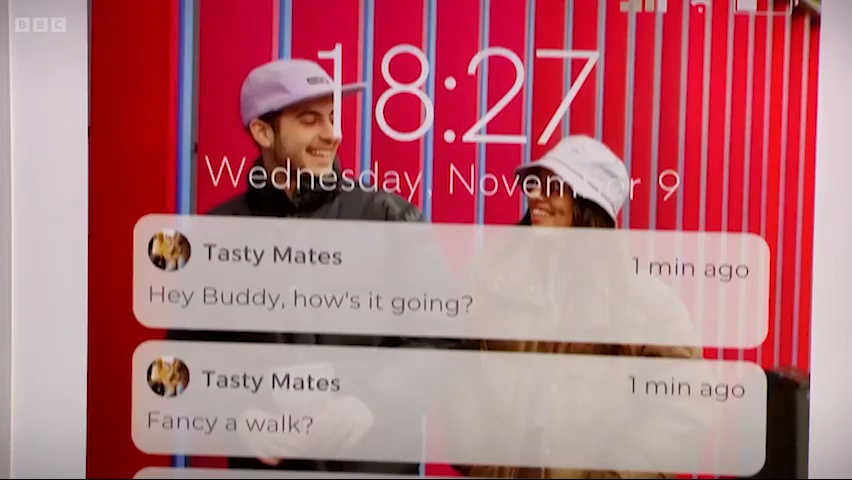 BBC
18:27
Wednesday, November 9
Tasty Mates
1 min ago
Hey Buddy, how's it going?
Tasty Mates
1 min ago
Fancy a walk?